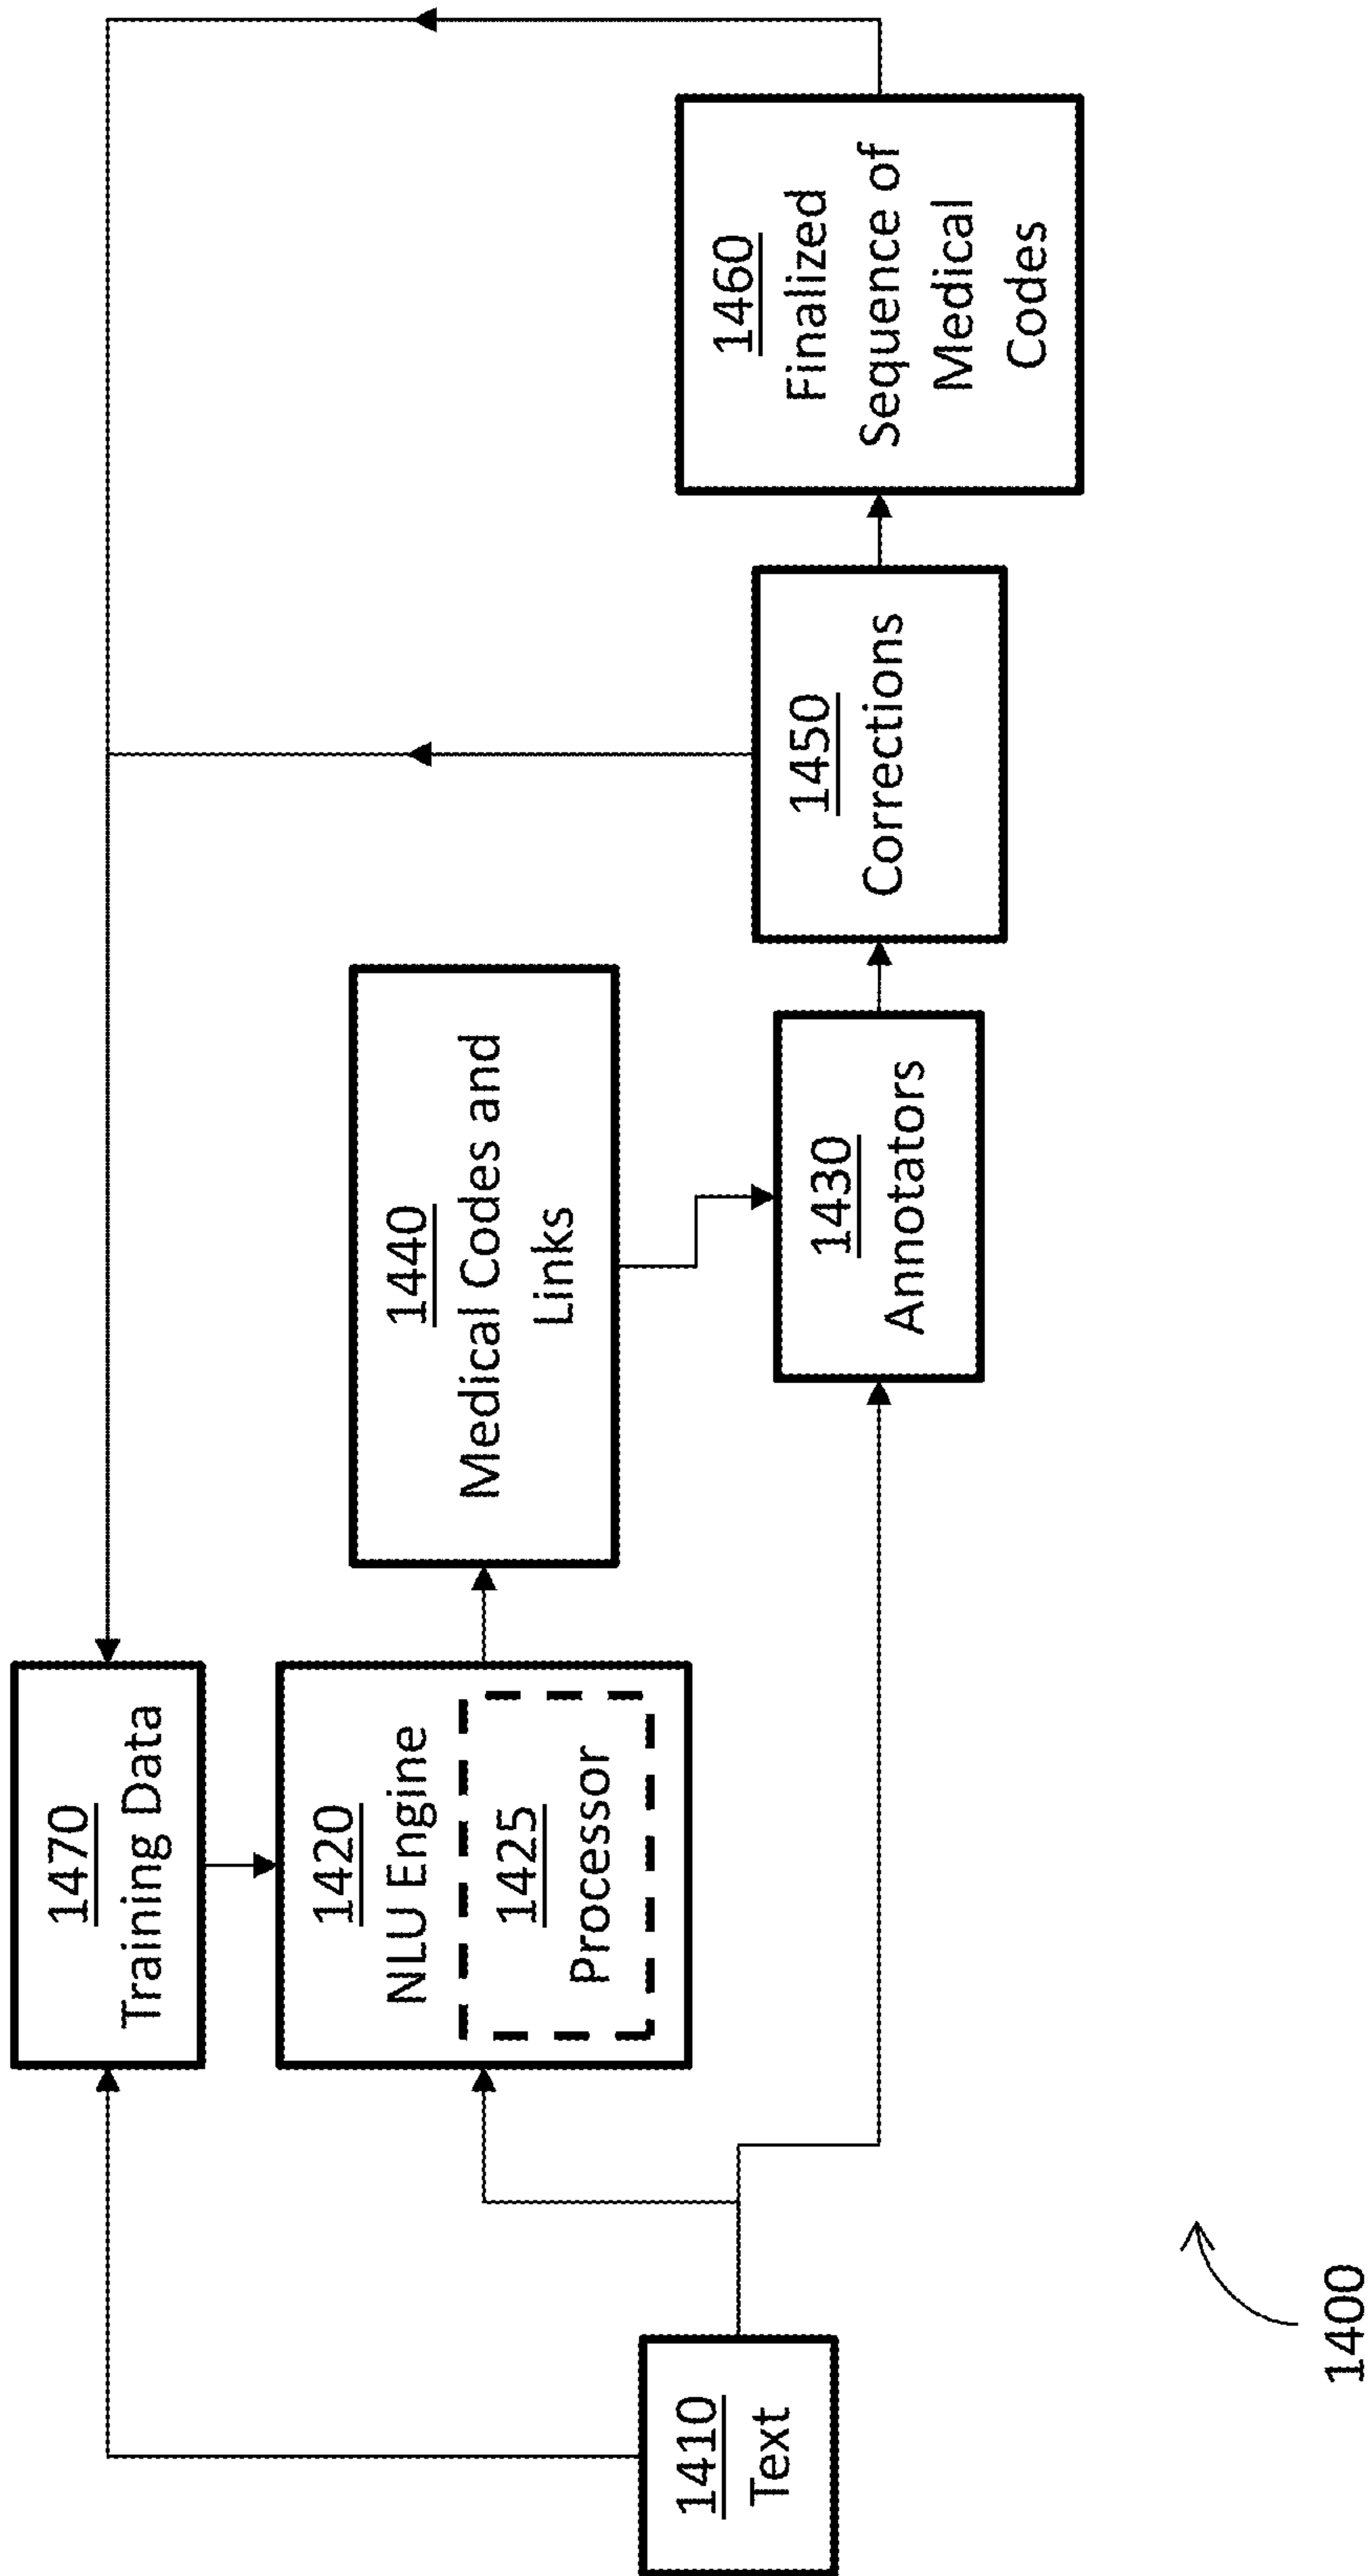 1470
Training Data
1420
NLU Engine
1425
Processor
1440
Medical Codes and
Links
1410
Text
1430
Annotators
1450
Corrections
1460
Finalized
Sequence of
Medical
Codes
1400